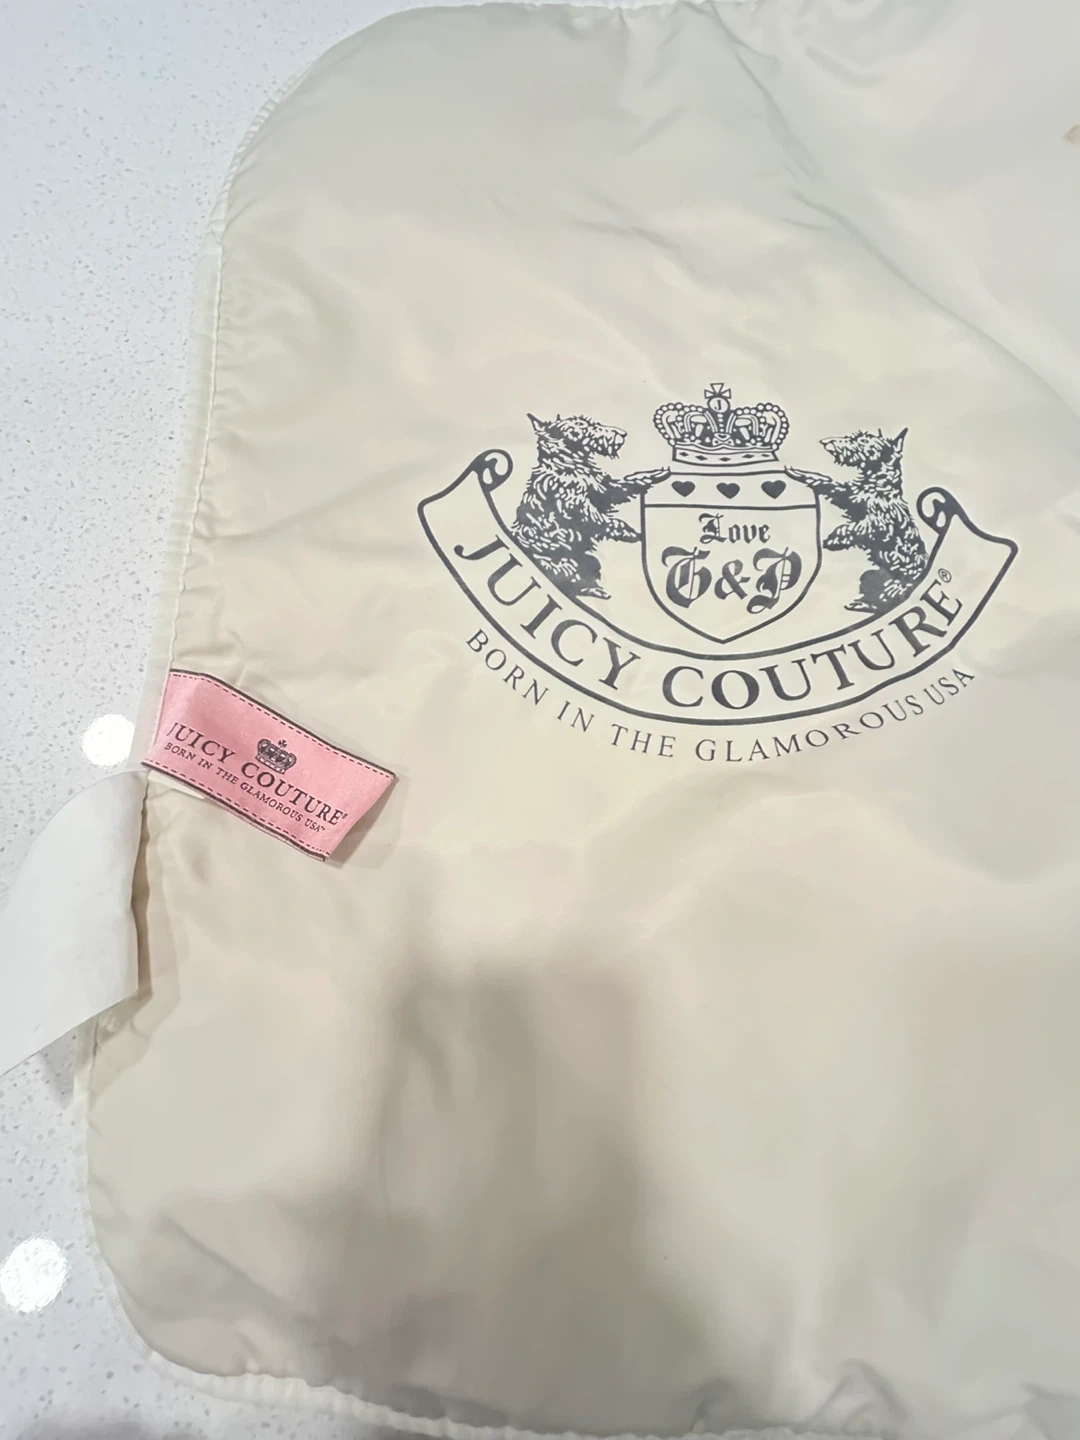 J
Love
G&P
JUICY COUTURE®
BORN IN THE GLAMOROUS USA
JUICY COUTURE
BORN IN THE GLAMOROUS USA™